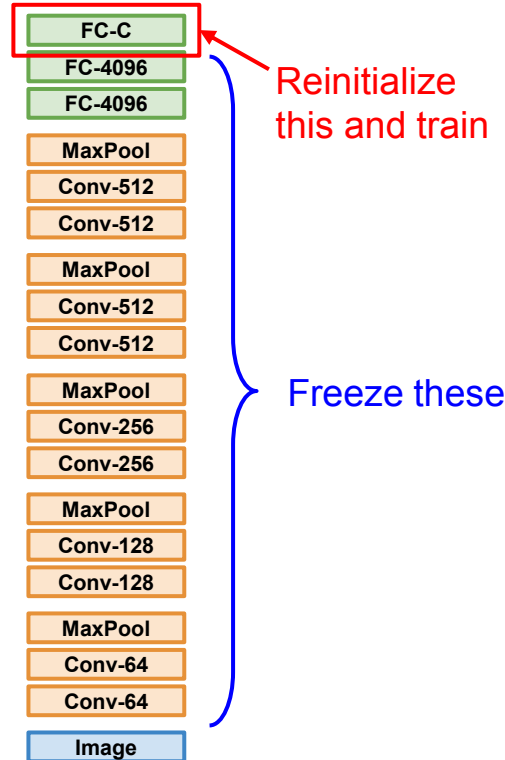 FC-C
FC-4096
FC-4096
Reinitialize
this and train
MaxPool
Conv-512
Conv-512
MaxPool
Conv-512
Conv-512
MaxPool
Conv-256
Conv-256
Freeze these
MaxPool
Conv-128
Conv-128
MaxPool
Conv-64
Conv-64
Image